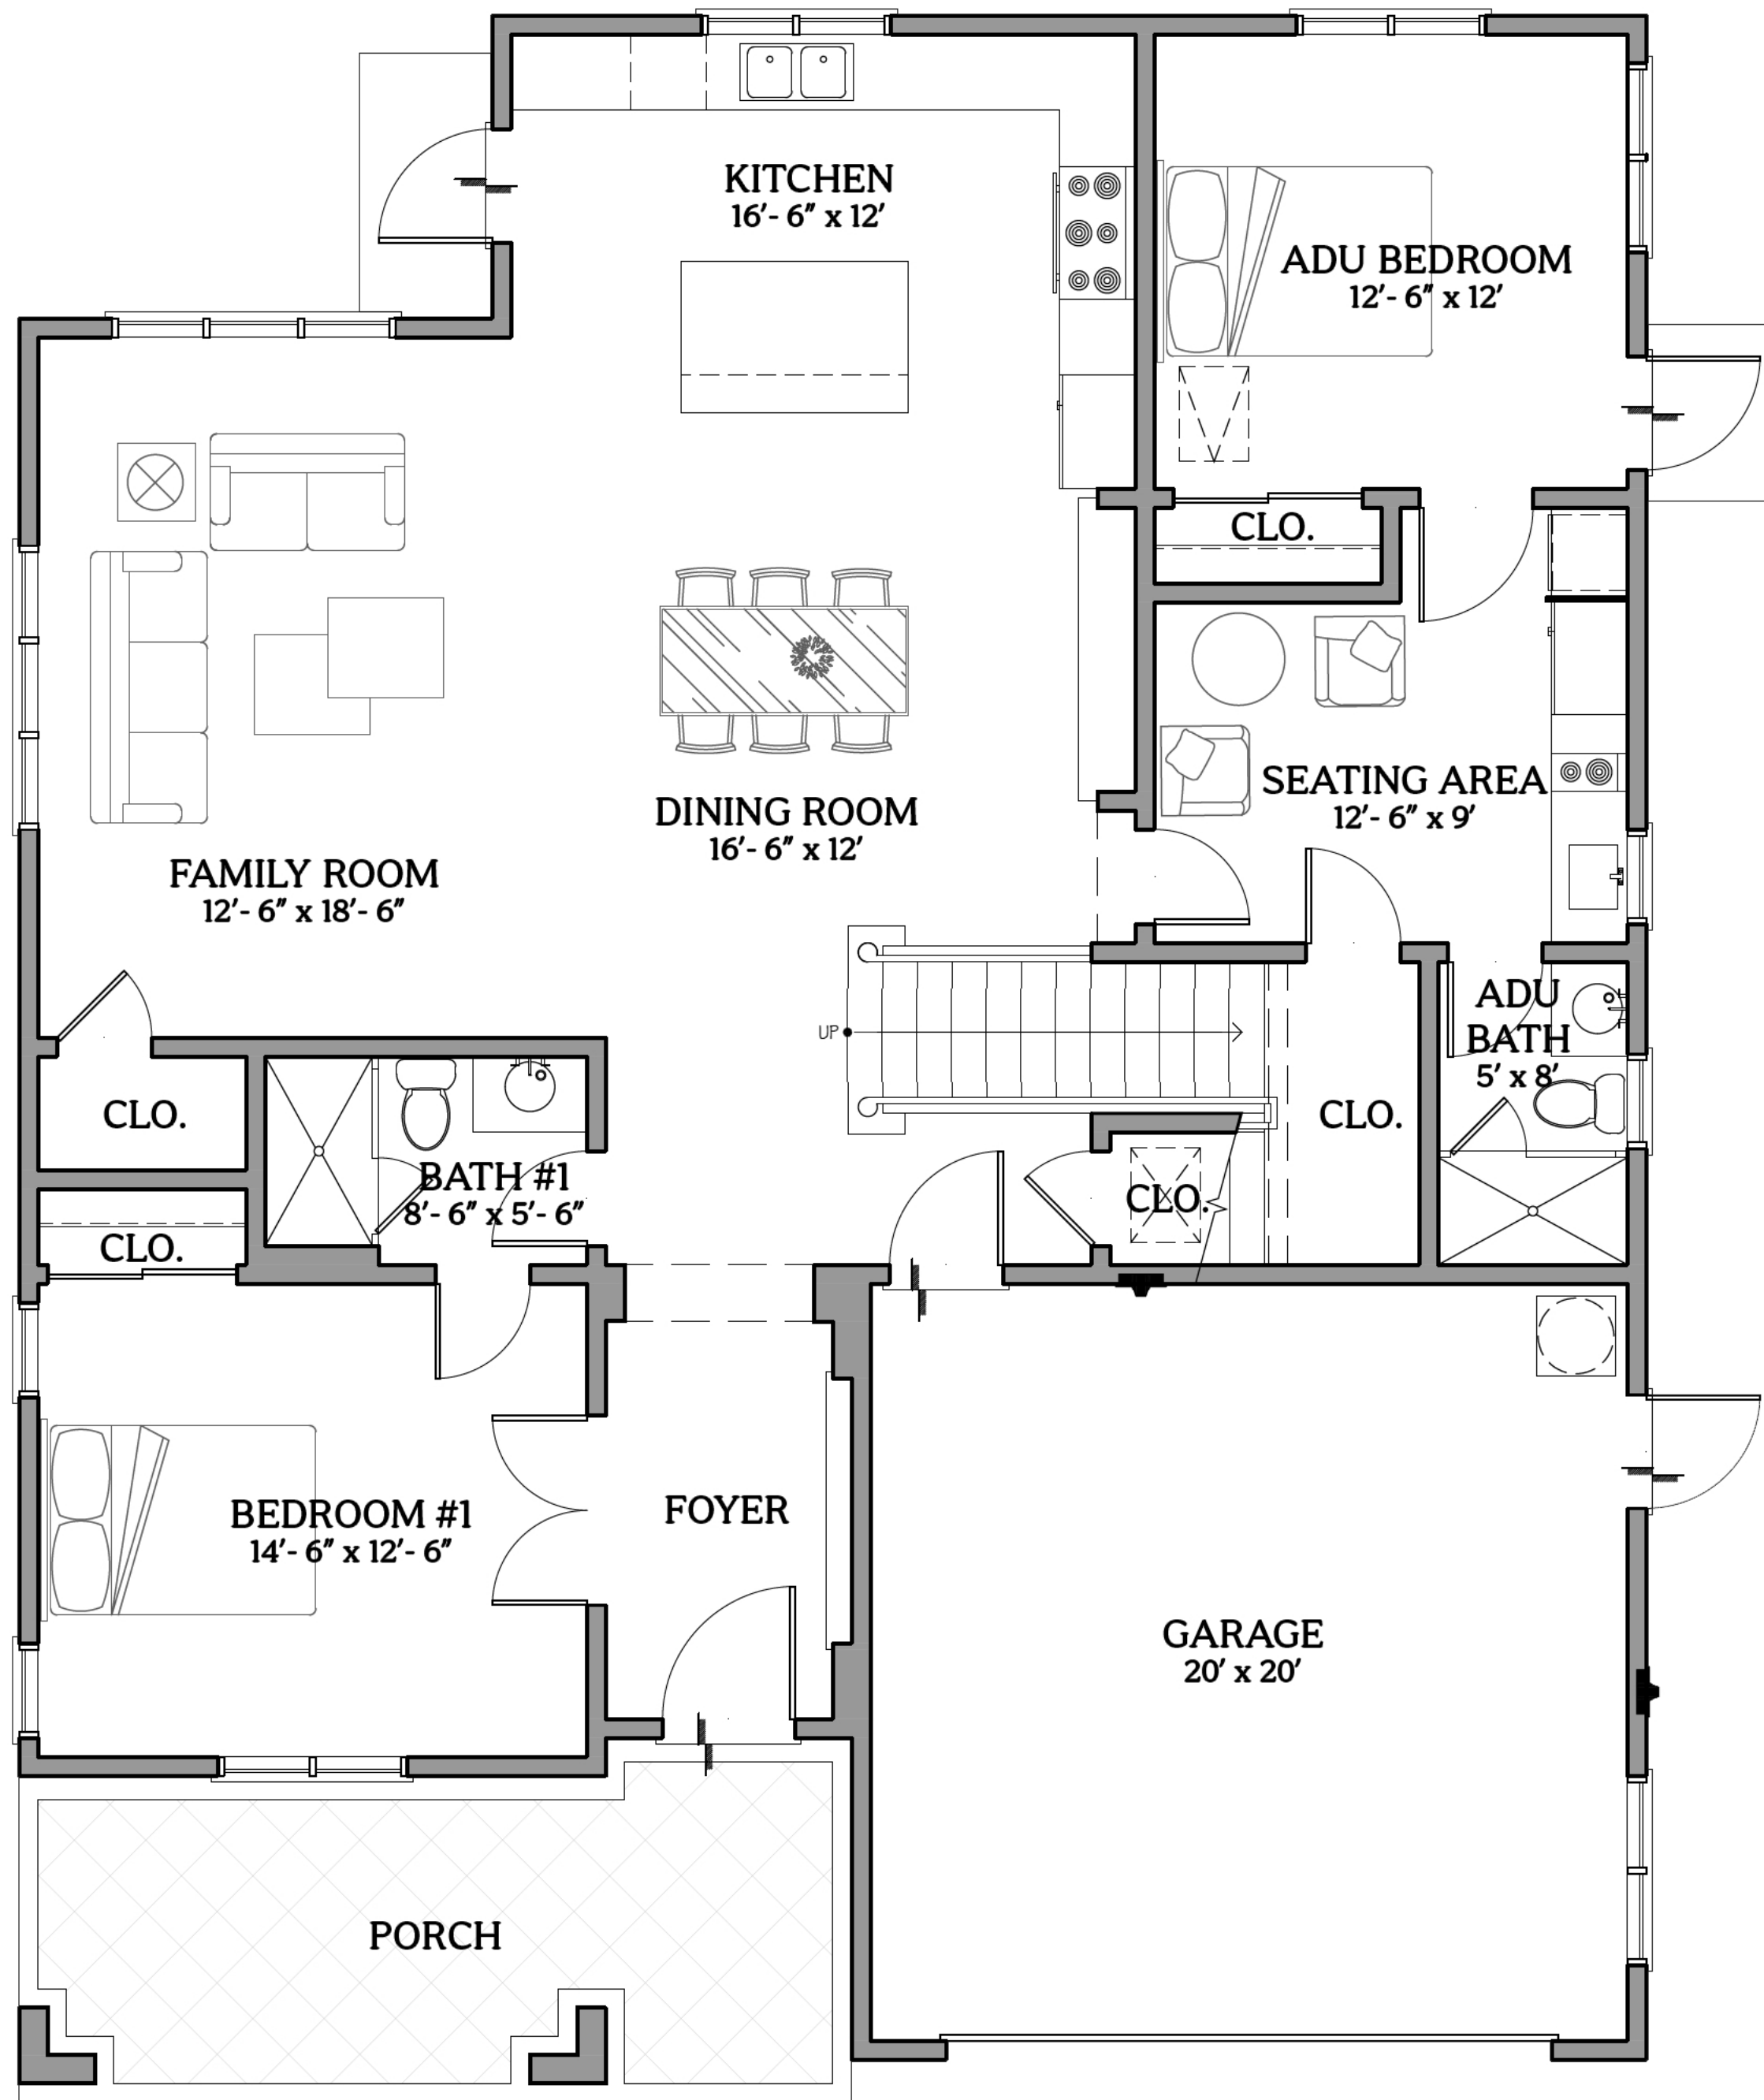 KITCHEN
16'- 6" x 12'
ADU BEDROOM
12'- 6" x 12'
CLO.
SEATING AREA
12'- 6" x 9'
DINING ROOM
16'- 6" x 12'
FAMILY ROOM
12'- 6" x 18'- 6"
UP
ADU
BATH
5' x 8'
CLO.
CLO.
BATH #1
8'- 6" x 5'- 6"
CLO.
CLO.
BEDROOM #1
14'- 6" x 12'- 6"
FOYER
GARAGE
20' x 20'
PORCH